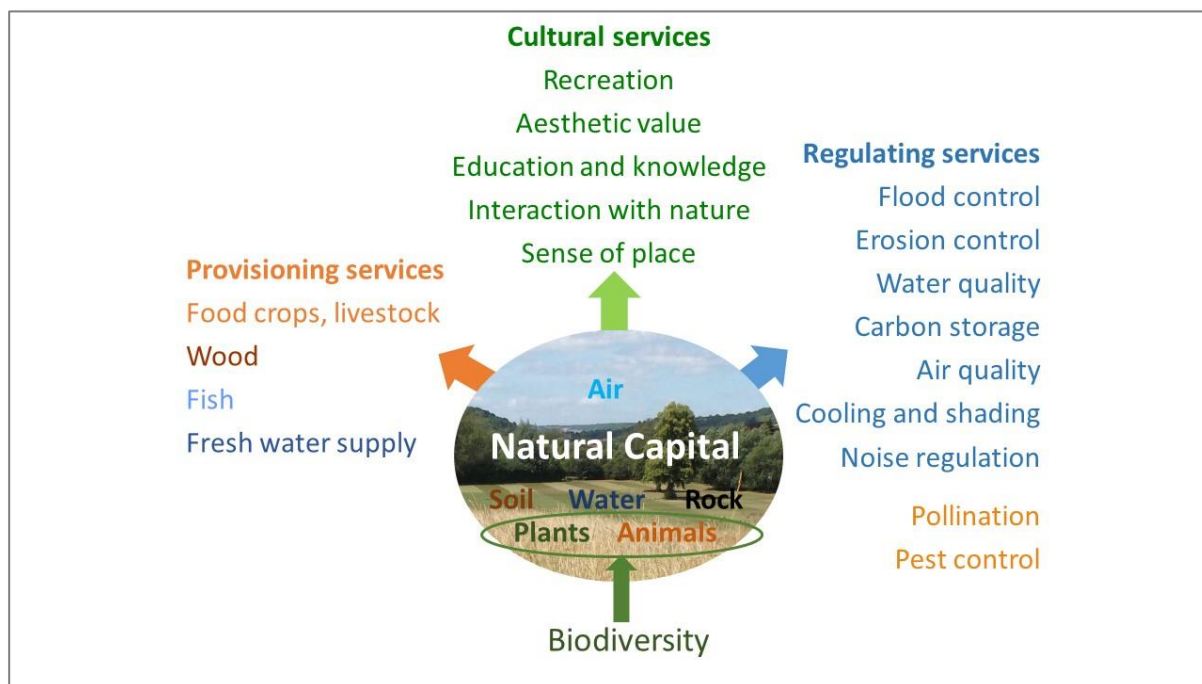 Cultural services
Recreation
Aesthetic value
Education and knowledge
Interaction with nature
Sense of place
Provisioning services
Food crops, livestock
Wood
Fish
Fresh water supply
Regulating services
Flood control
Erosion control
Water quality
Carbon storage
Air quality
Cooling and shading
Noise regulation
Pollination
Pest control
Air
Natural Capital
Soil Water Rock
Plants Animals
Biodiversity